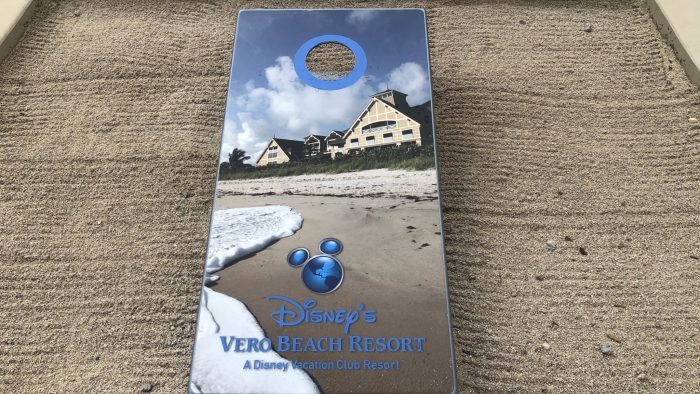 Disney's
Vero Beach Resort
A Disney Vacation Club Resort